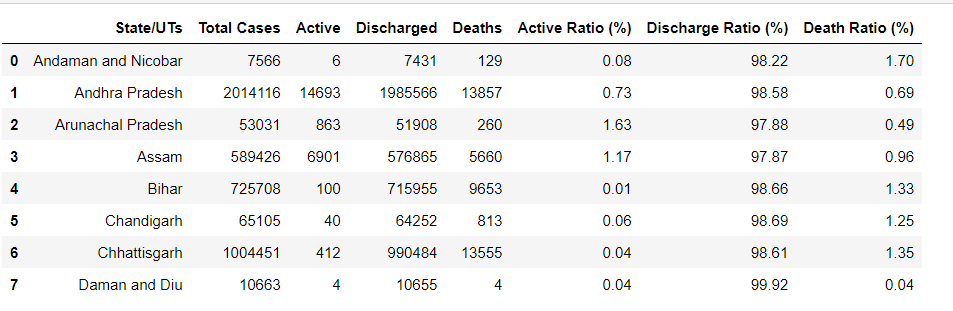 State/UTs Total Cases Active Discharged Deaths Active Ratio (%) Discharge Ratio (%) Death Ratio (%)
0 Andaman and Nicobar 7566 6 7431 129 0.08 98.22 1.70
1 Andhra Pradesh 2014116 14693 1985566 13857 0.73 98.58 0.69
2 Arunachal Pradesh 53031 863 51908 260 1.63 97.88 0.49
3 Assam 589426 6901 576865 5660 1.17 97.87 0.96
4 Bihar 725708 100 715955 9653 0.01 98.66 1.33
5 Chandigarh 65105 40 64252 813 0.06 98.69 1.25
6 Chhattisgarh 1004451 412 990484 13555 0.04 98.61 1.35
7 Daman and Diu 10663 4 10655 4 0.04 99.92 0.04